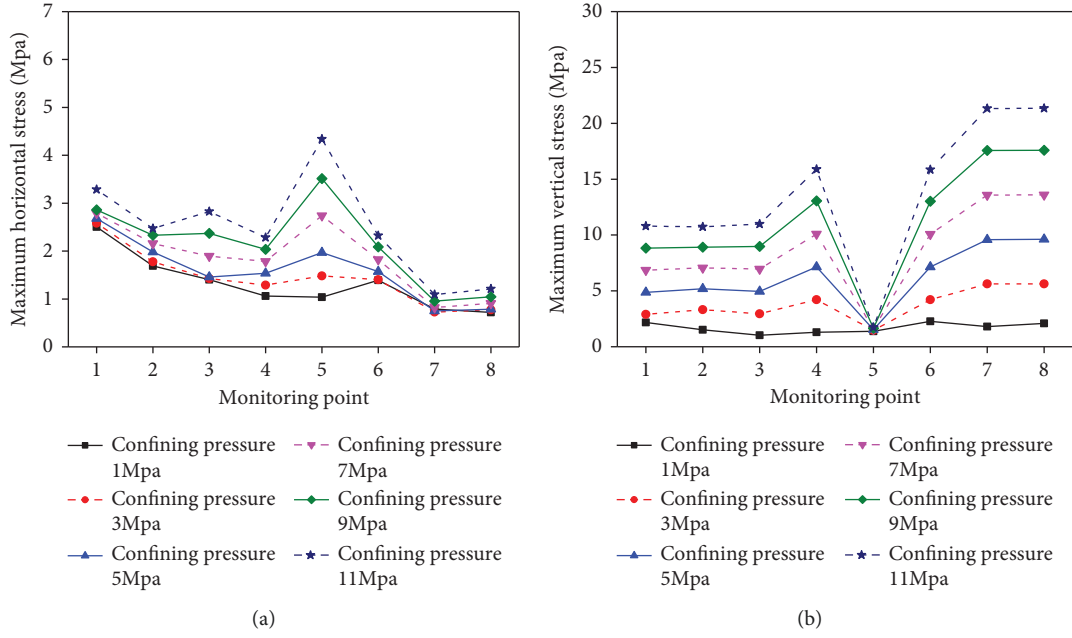 7
6
5
4
3
2
1
0
Maximum horizontal stress (Mpa)
1 2 3 4 5 6 7 8
Monitoring point
Confining pressure
1Mpa
Confining pressure
3Mpa
Confining pressure
5Mpa
Confining pressure
7Mpa
Confining pressure
9Mpa
Confining pressure
11Mpa
(a)
30
25
20
15
10
5
0
Maximum vertical stress (Mpa)
1 2 3 4 5 6 7 8
Monitoring point
Confining pressure
1Mpa
Confining pressure
3Mpa
Confining pressure
5Mpa
Confining pressure
7Mpa
Confining pressure
9Mpa
Confining pressure
11Mpa
(b)